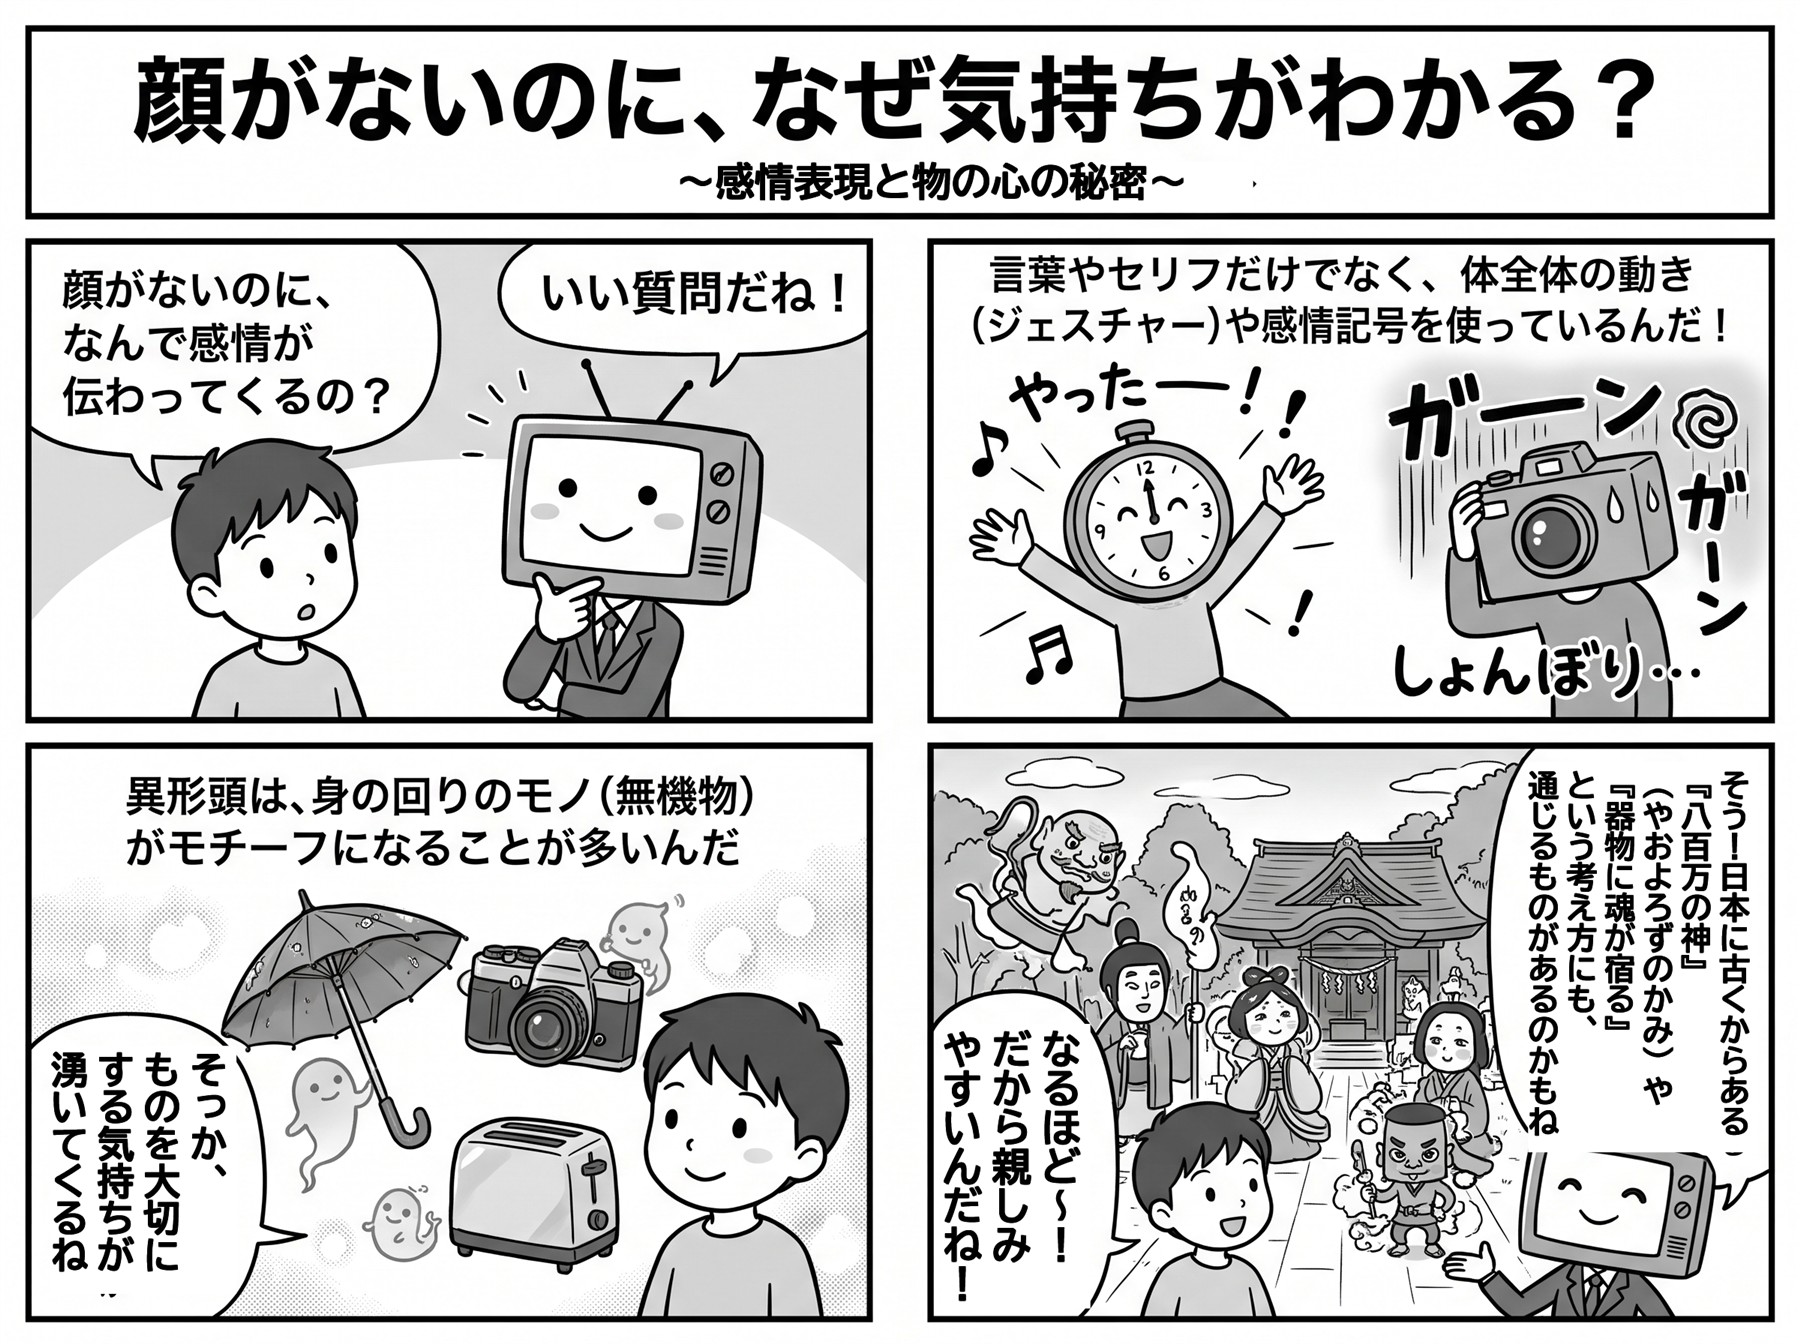 顔がないのに、なぜ気持ちがわかる？
～感情表現と物の心の秘密～
顔がないのに、
なんで感情が
伝わってくるの？
いい質問だね！
言葉やセリフだけでなく、体全体の動き
（ジェスチャー）や感情記号を使っているんだ！
やったー！
12
3
6
9
ガーン
ガーン
しょんぼり…
異形頭は、身の回りのモノ（無機物）
がモチーフになることが多いんだ
そっか、
ものを大切に
する気持ちが
湧いてくるね
そう！日本に古くからある
『八百万の神』
（やおよろずのかみ）や
『器物に魂が宿る』
という考え方にも、
通じるものがあるのかもね
なるほど～！
だから親しみ
やすいんだね！